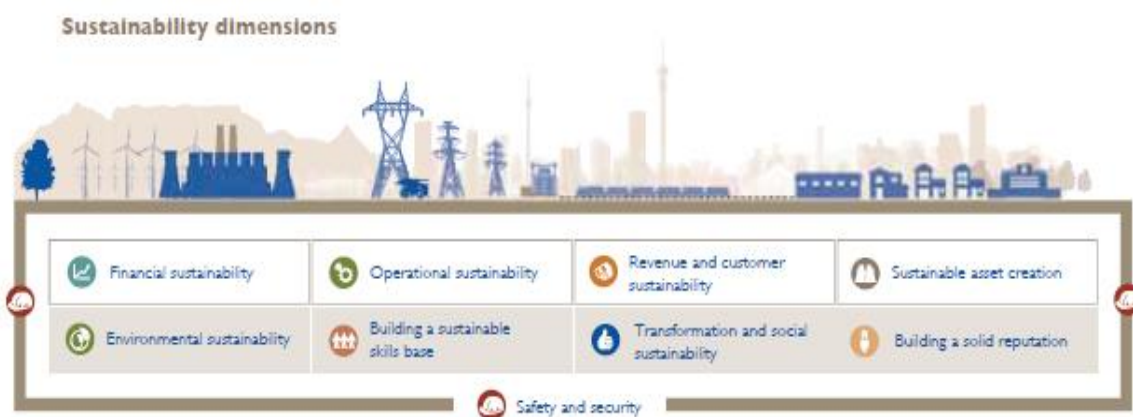 Sustainability dimensions
Financial sustainability
Operational sustainability
Revenue and customer
sustainability
Sustainable asset creation
Environmental sustainability
Building a sustainable
skills base
Transformation and social
sustainability
Building a solid reputation
Safety and security